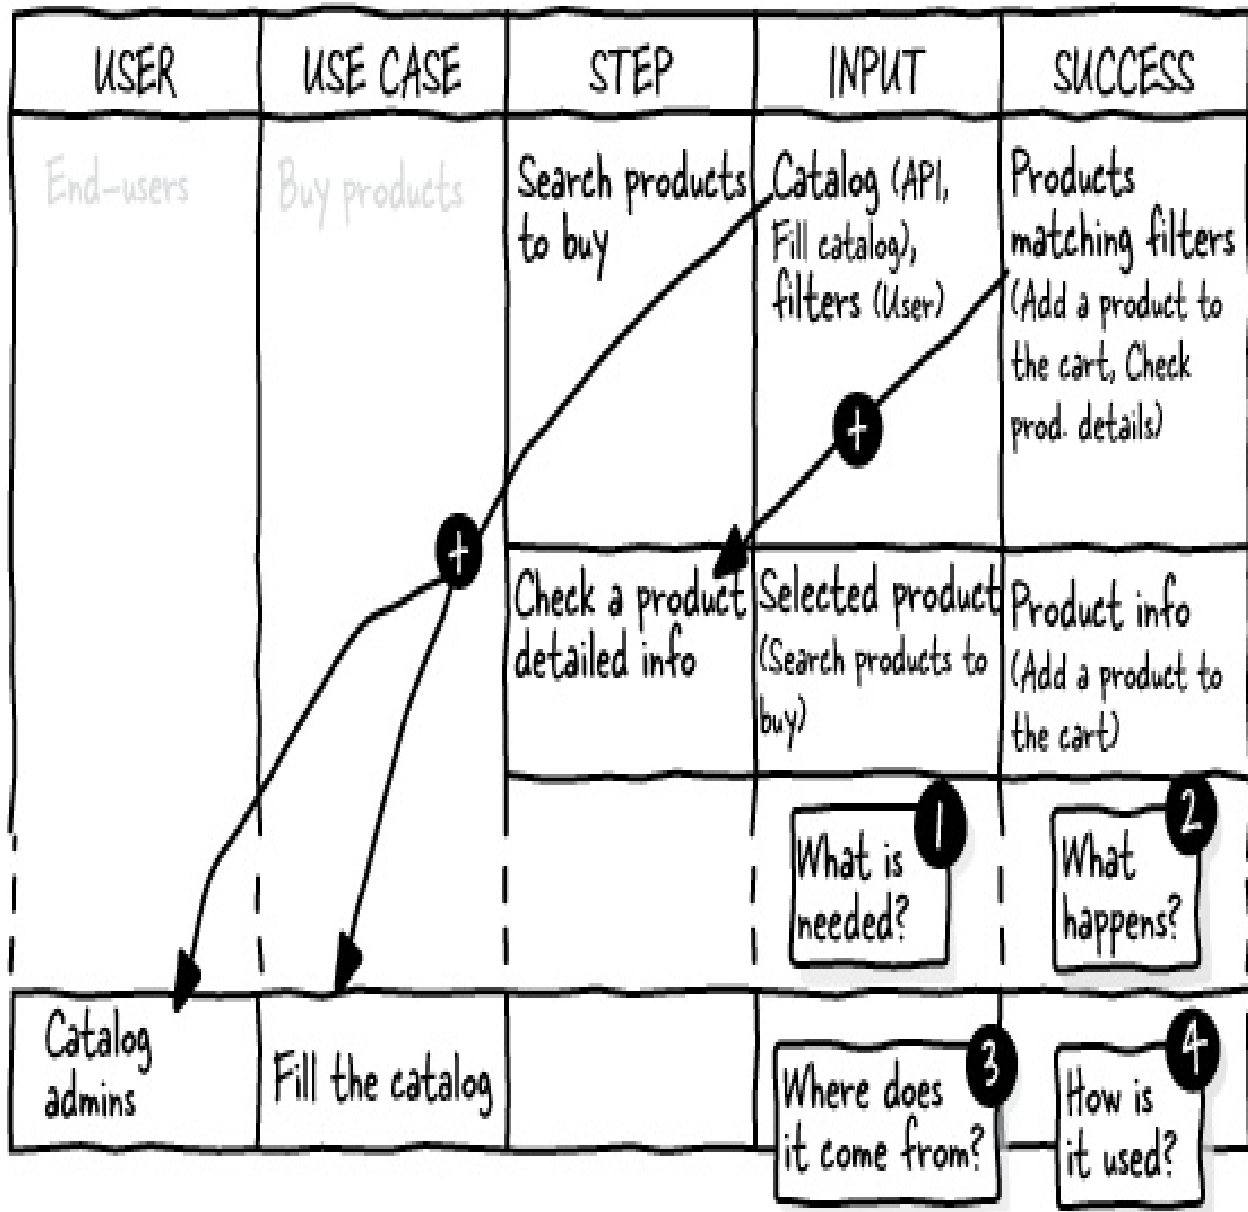 USER
USE CASE
STEP
INPUT
SUCCESS
End-users
Buy products
Search products
to buy
Catalog (API,
Fill catalog),
filters (User)
Products
matching filters
(Add a product to
the cart, Check
prod. details)
+
+
Check a product
detailed info
Selected product
(Search products to
buy)
Product info
(Add a product to
the cart)
1
What is
needed?
2
What
happens?
Catalog
admins
Fill the catalog
3
Where does
it come from?
4
How is
it used?